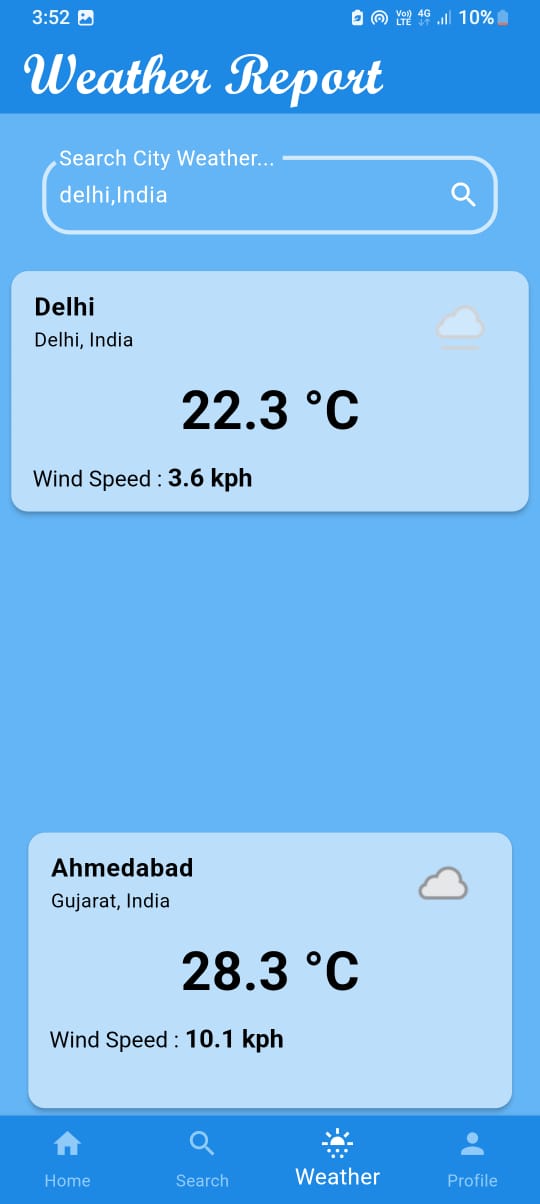 3:52 Vo)) LTE 4G 10%
Weather Report
Search City Weather...
delhi,India
Delhi
Delhi, India
22.3 °C
Wind Speed : 3.6 kph
Ahmedabad
Gujarat, India
28.3 °C
Wind Speed : 10.1 kph
Home Search Weather Profile